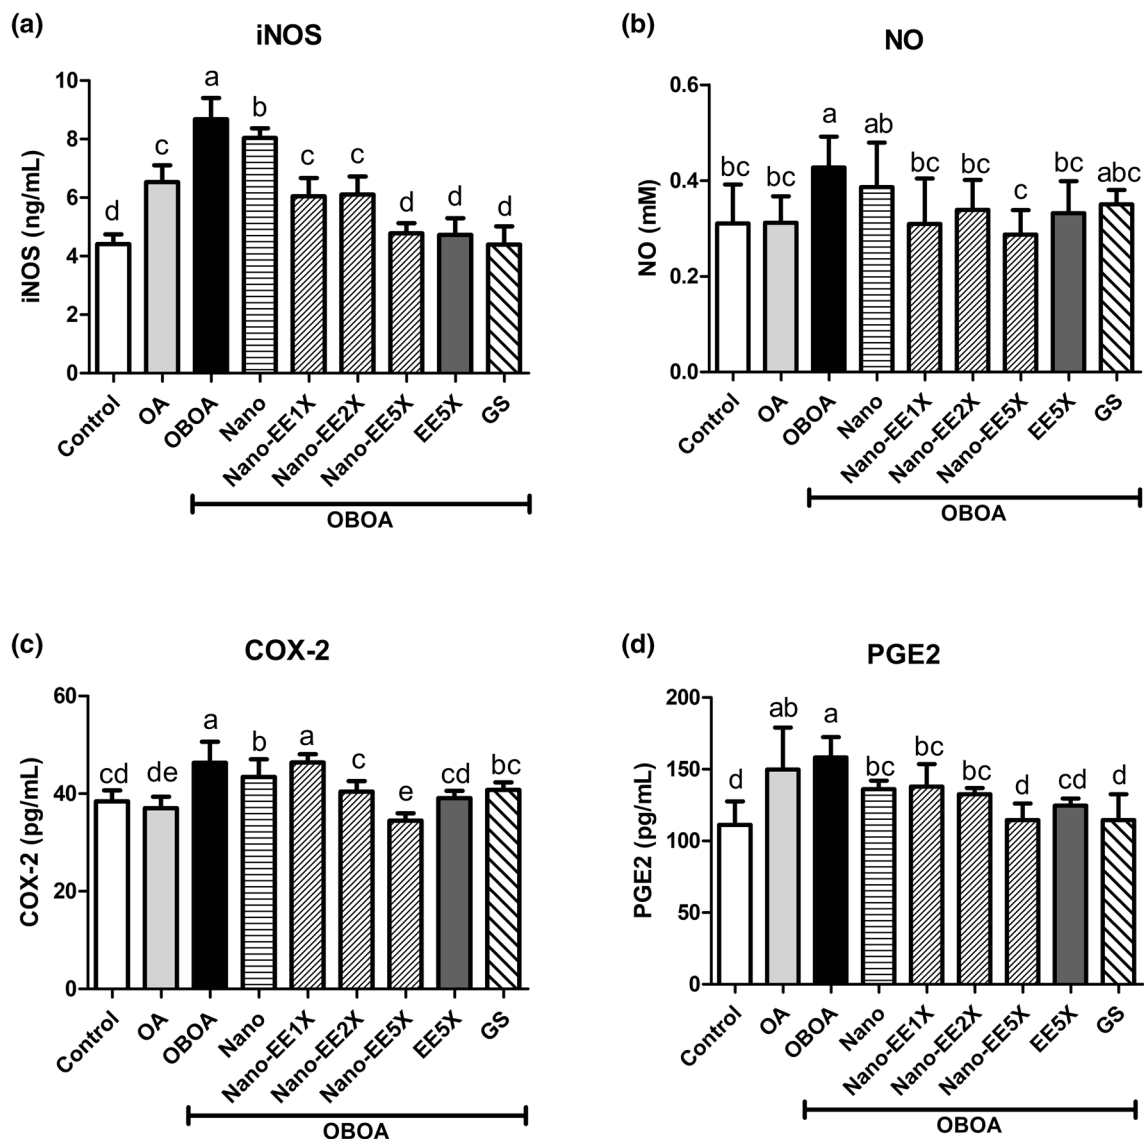 (a)
iNOS
iNOS (ng/mL)
10
8
6
4
2
0
d
c
a
b
c
c
d
d
d
Control
OA
OBOA
Nano
Nano-EE1X
Nano-EE2X
Nano-EE5X
EE5X
GS
OBOA
(b)
NO
NO (mM)
0.6
0.4
0.2
0.0
bc
bc
a
ab
bc
bc
c
bc
abc
Control
OA
OBOA
Nano
Nano-EE1X
Nano-EE2X
Nano-EE5X
EE5X
GS
OBOA
(c)
COX-2
COX-2 (pg/mL)
60
40
20
0
cd
de
a
b
a
c
e
cd
bc
Control
OA
OBOA
Nano
Nano-EE1X
Nano-EE2X
Nano-EE5X
EE5X
GS
OBOA
(d)
PGE2
PGE2 (pg/mL)
200
150
100
50
0
d
ab
a
bc
bc
bc
d
cd
d
Control
OA
OBOA
Nano
Nano-EE1X
Nano-EE2X
Nano-EE5X
EE5X
GS
OBOA